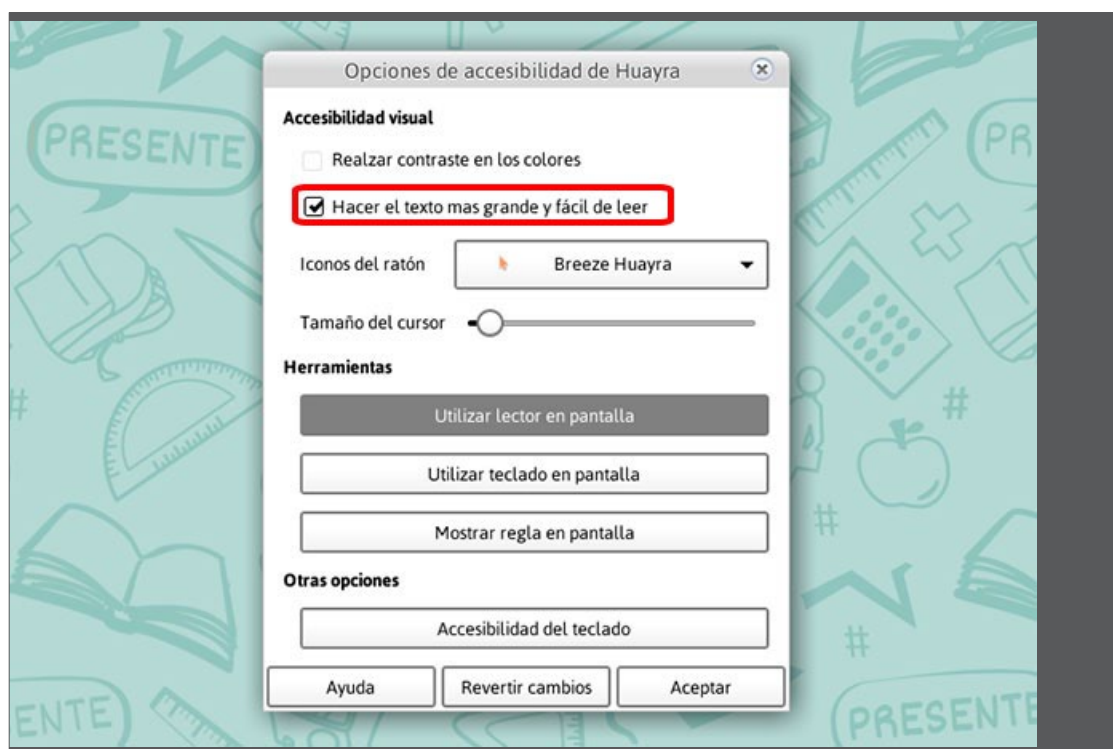 Opciones de accesibilidad de Huayra
Accesibilidad visual
Realzar contraste en los colores
Hacer el texto mas grande y fácil de leer
Iconos del ratón
Breeze Huayra
Tamaño del cursor
Herramientas
Utilizar lector en pantalla
Utilizar teclado en pantalla
Mostrar regla en pantalla
Otras opciones
Accesibilidad del teclado
Ayuda
Revertir cambios
Aceptar
PRESENTE
PR
#
#
#
#
ENTE
PRESENTE